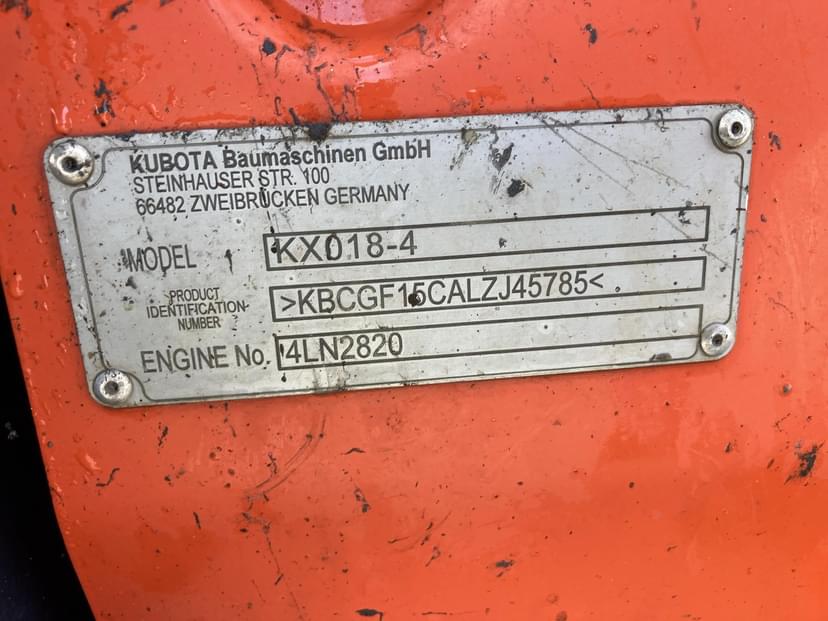 KUBOTA Baumaschinen GmbH
STEINHAUSER STR. 100
66482 ZWEIBRÜCKEN GERMANY
MODEL KX018-4
PRODUCT IDENTIFICATION NUMBER >KBCGF15CALZJ45785<
ENGINE No. 4LN2820